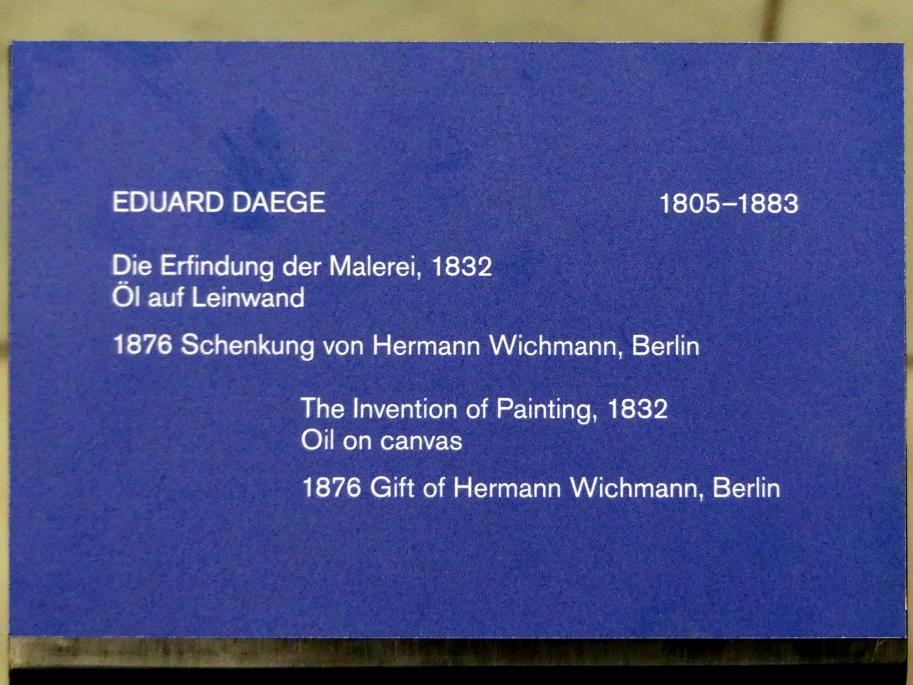 EDUARD DAEGE 1805–1883
Die Erfindung der Malerei, 1832
Öl auf Leinwand
1876 Schenkung von Hermann Wichmann, Berlin
The Invention of Painting, 1832
Oil on canvas
1876 Gift of Hermann Wichmann, Berlin